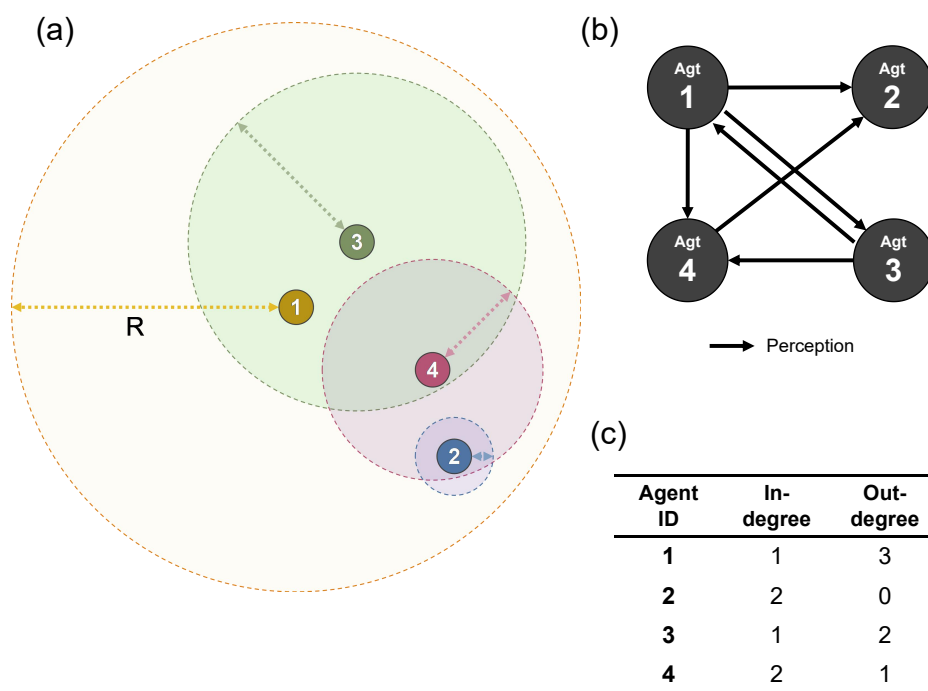 (a)
3
1
R
4
2
(b)
Agt
1
Agt
2
Agt
4
Agt
3
Perception
(c)
Agent ID In-degree Out-degree
1 1 3
2 2 0
3 1 2
4 2 1